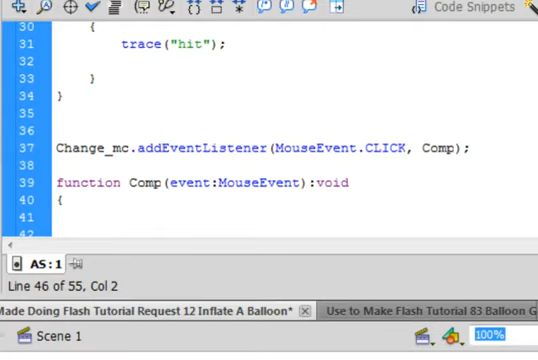 Code Snippets
30 {
31 trace("hit");
32
33 }
34 }
35
36
37 Change_mc.addEventListener(MouseEvent.CLICK, Comp);
38
39 function Comp(event:MouseEvent):void
40 {
41
42
AS:1
Line 46 of 55, Col 2
Made Doing Flash Tutorial Request 12 Inflate A Balloon* Use to Make Flash Tutorial 83 Balloon G
Scene 1 100%